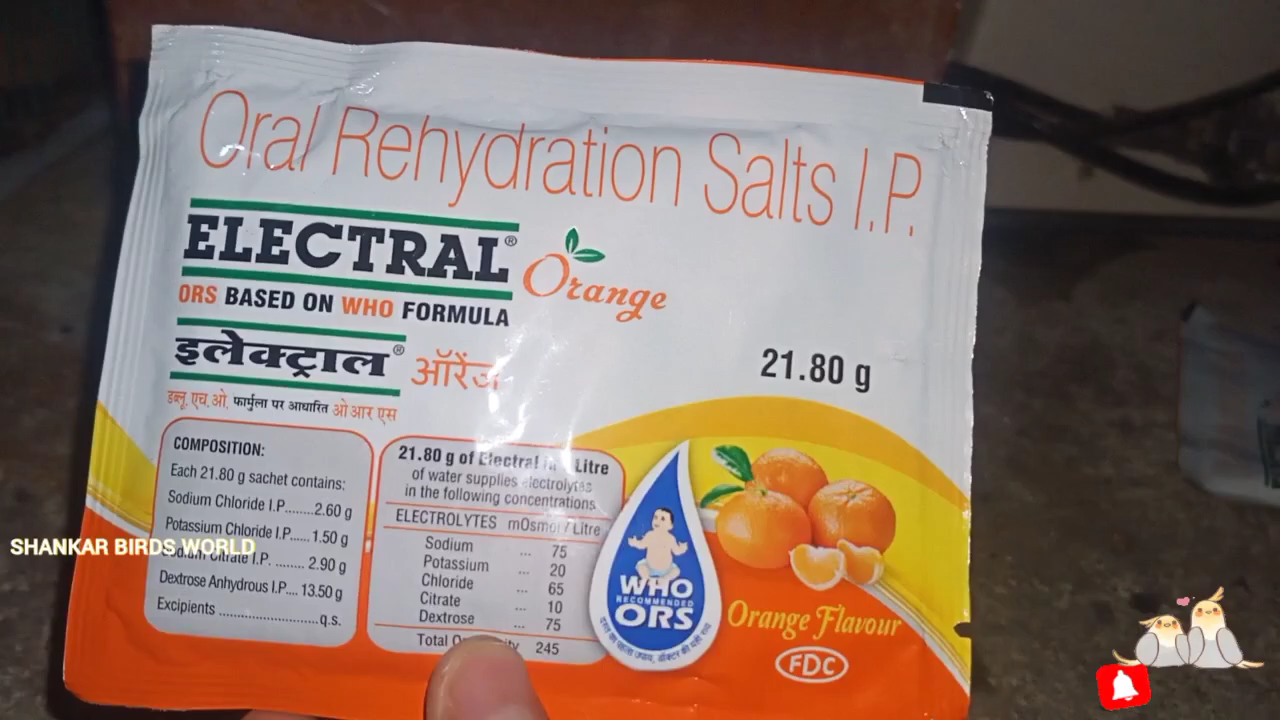 Oral Rehydration Salts I.P.
ELECTRAL® Orange
ORS BASED ON WHO FORMULA
इलेक्ट्राल® ऑरेंज
डब्लू. एच. ओ. फार्मुला पर आधारित ओ आर एस
21.80 g
COMPOSITION:
Each 21.80 g sachet contains:
Sodium Chloride I.P........2.60 g
Potassium Chloride I.P......1.50 g
Citrate I.P. ........ 2.90 g
Dextrose Anhydrous I.P.... 13.50 g
Excipients ..........................q.s.
21.80 g of Electral in Litre
of water supplies electrolytes
in the following concentrations
ELECTROLYTES mOsmol / Litre
Sodium ... 75
Potassium ... 20
Chloride ... 65
Citrate ... 10
Dextrose ... 75
Total 245
WHO
RECOMMENDED
ORS
Orange Flavour
FDC
SHANKAR BIRDS WORLD